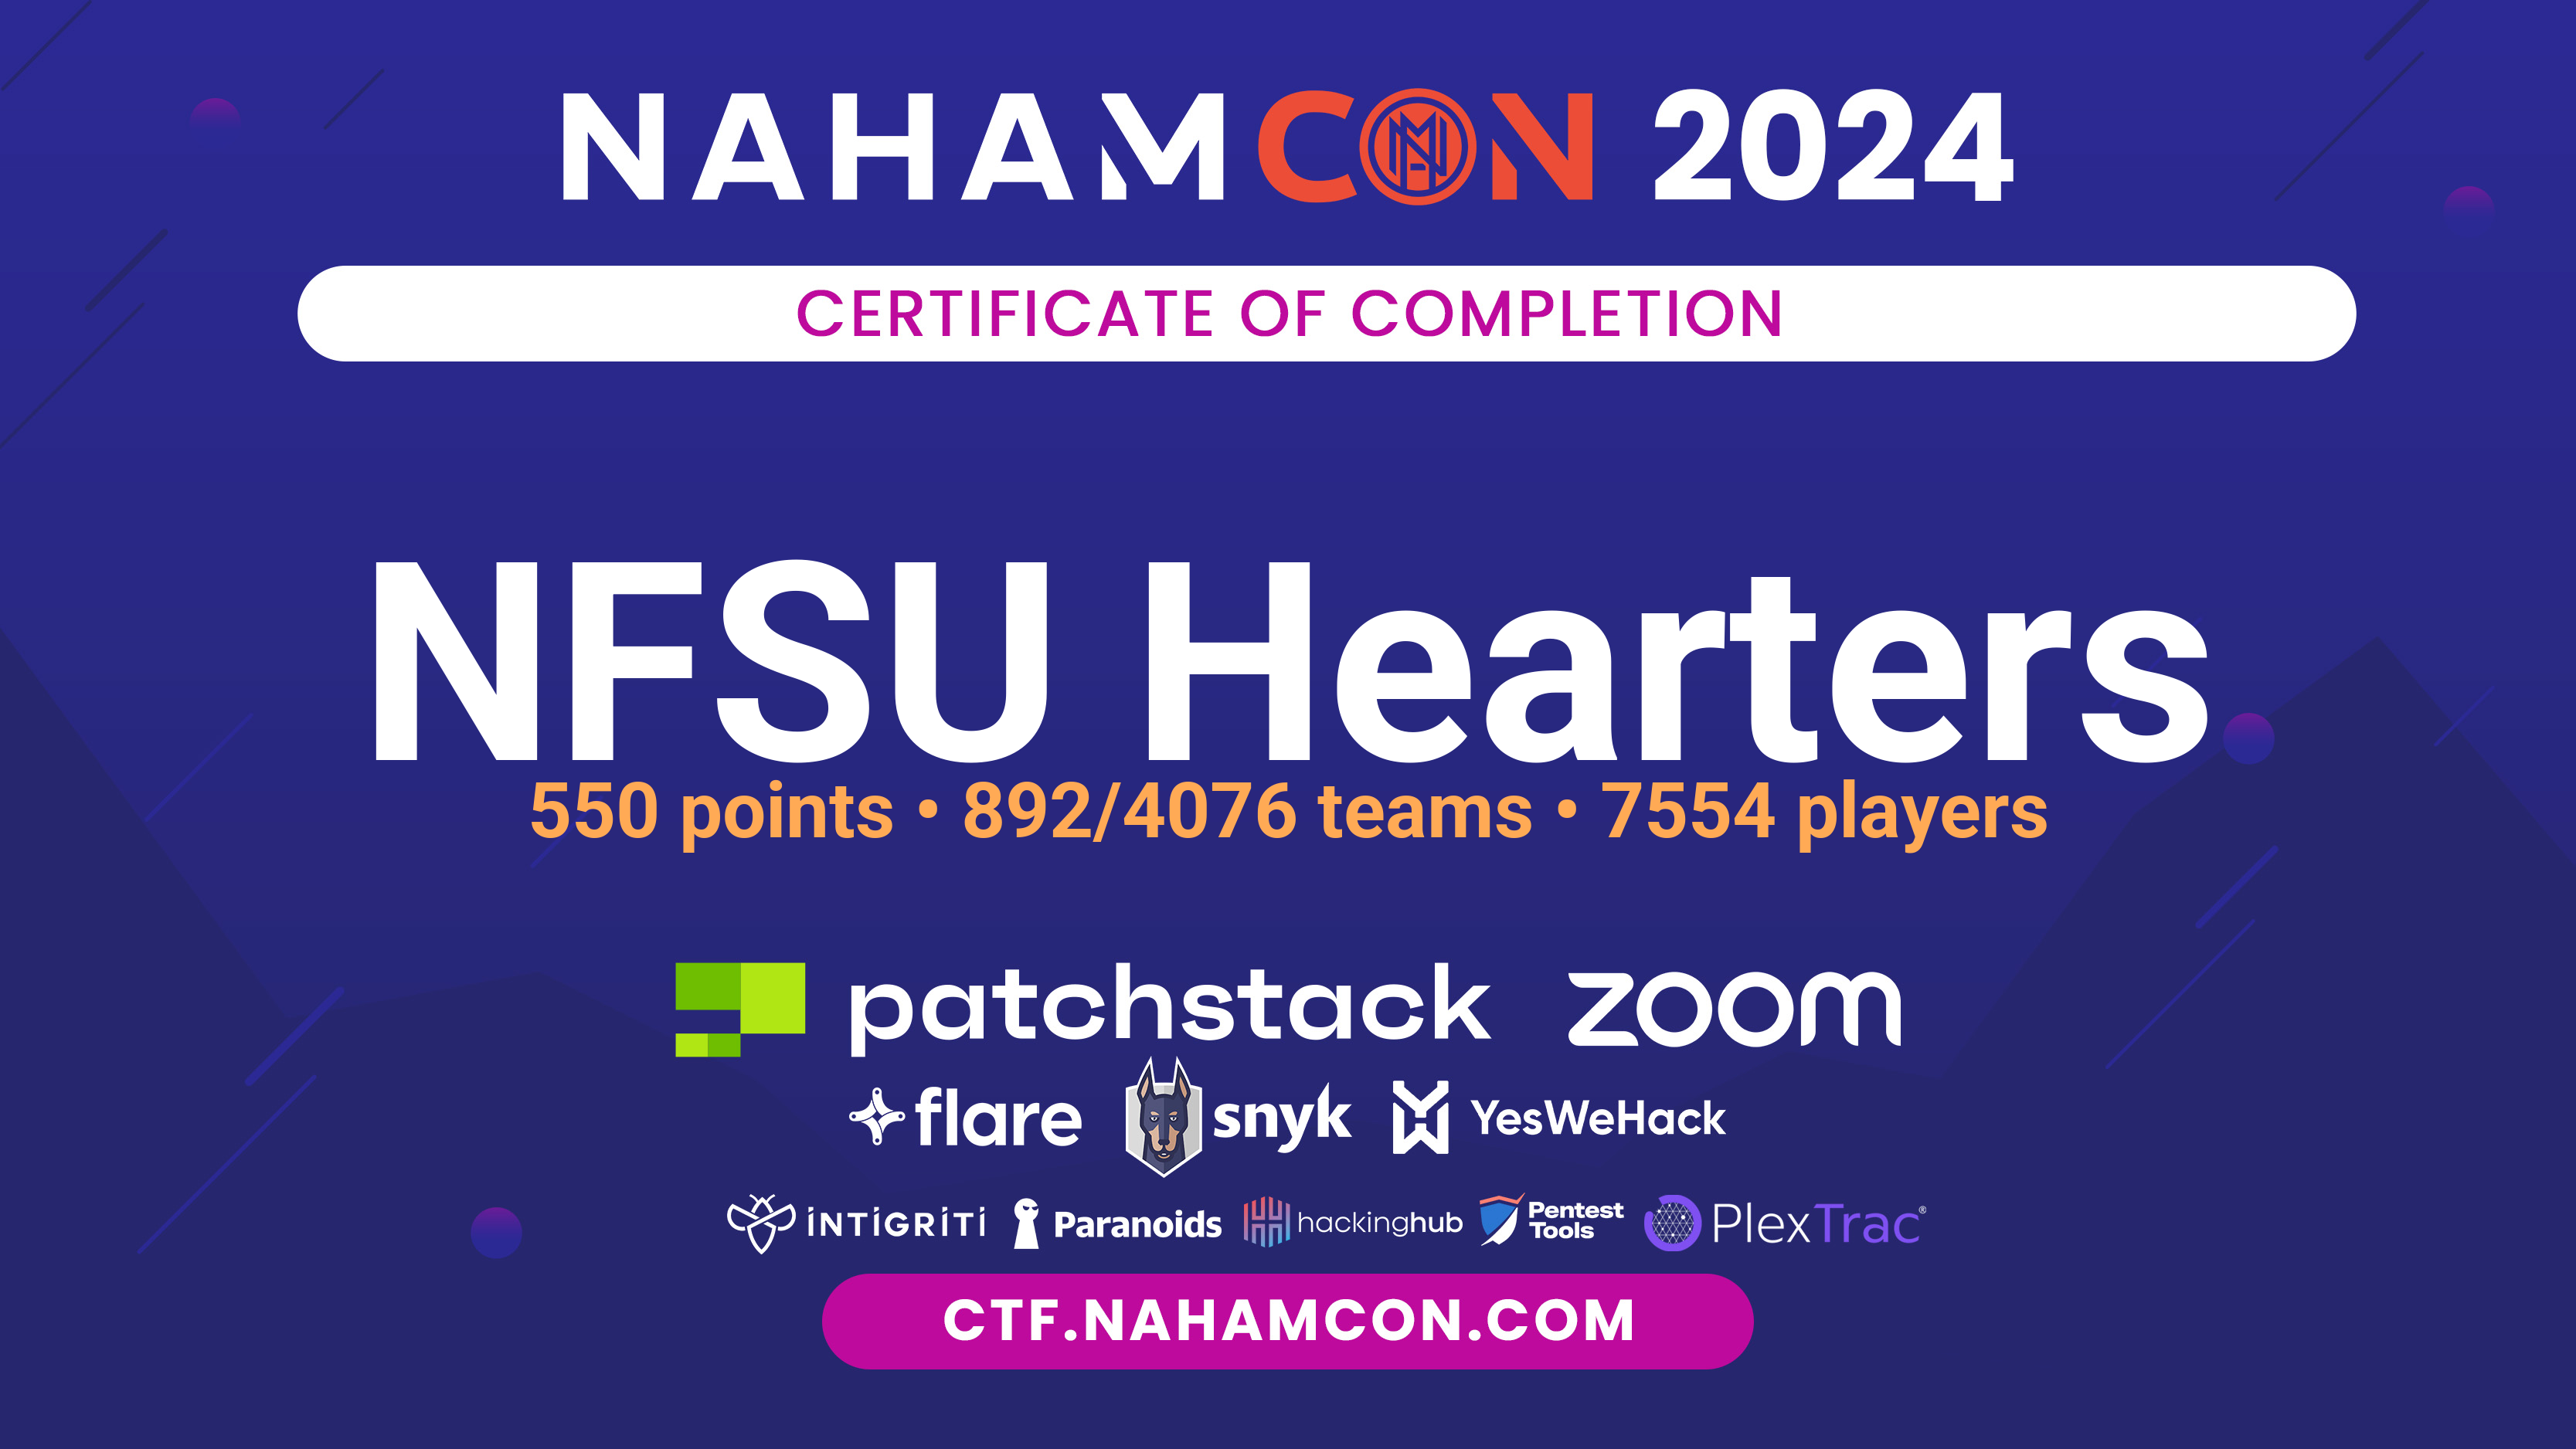 NAHAMCON 2024
CERTIFICATE OF COMPLETION
NFSU Hearters
550 points • 892/4076 teams • 7554 players
patchstack zoom
flare snyk YesWeHack
INTIGRITI Paranoids hackinghub Pentest Tools PlexTrac®
CTF.NAHAMCON.COM